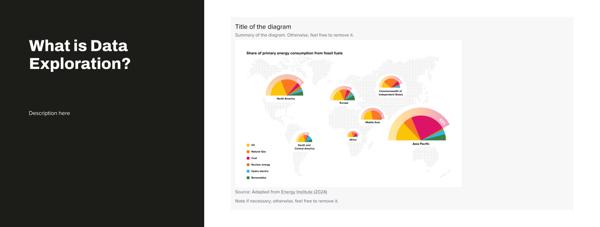 What is Data
Exploration?
Description here
Title of the diagram
Summary of the diagram. Otherwise, feel free to remove it.
Share of primary energy consumption from fossil fuels
North America
Europe
Commonwealth of
Independent States
Middle East
Africa
Asia Pacific
South and
Central America
Oil
Natural Gas
Coal
Nuclear energy
Hydro electric
Renewables
Source: Adapted from Energy Institute (2024)
Note if necessary, otherwise, feel free to remove it.